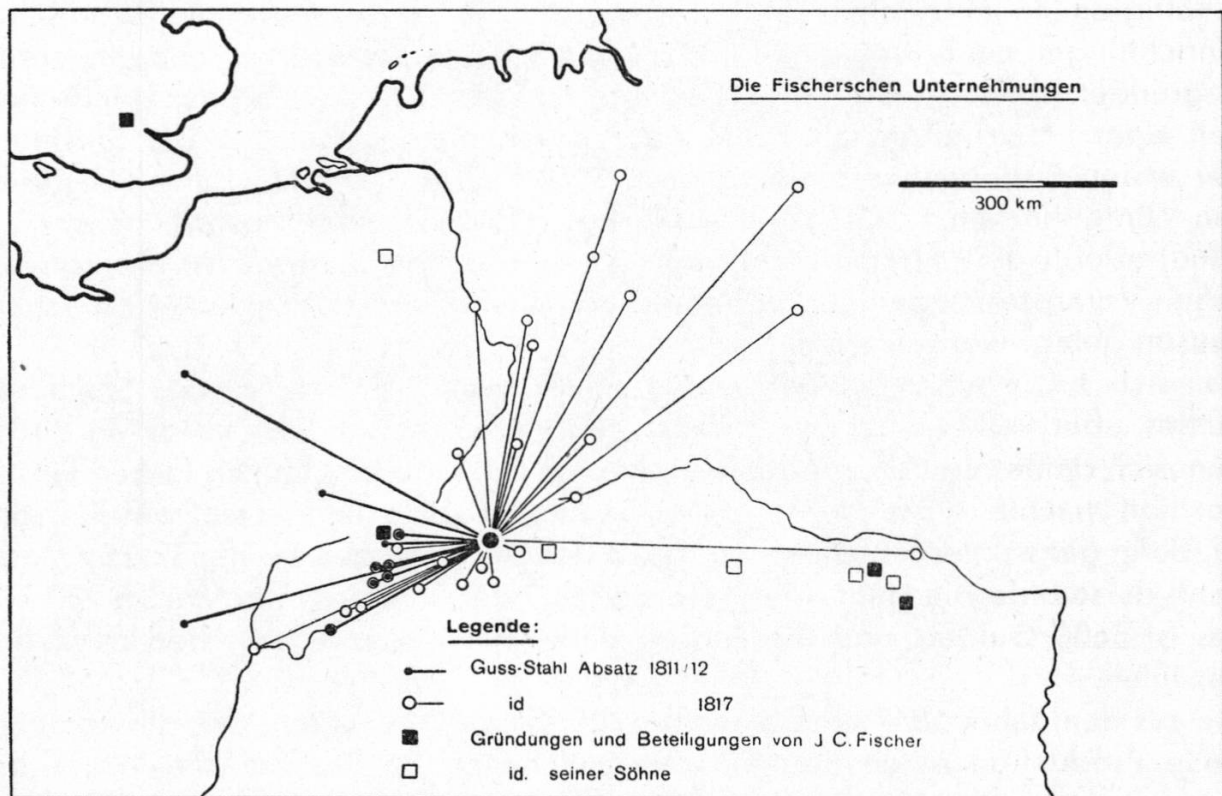 Die Fischerschen Unternehmungen
300 km
Legende:
Guss-Stahl Absatz 1811/12
id 1817
Gründungen und Beteiligungen von J. C. Fischer
id. seiner Söhne